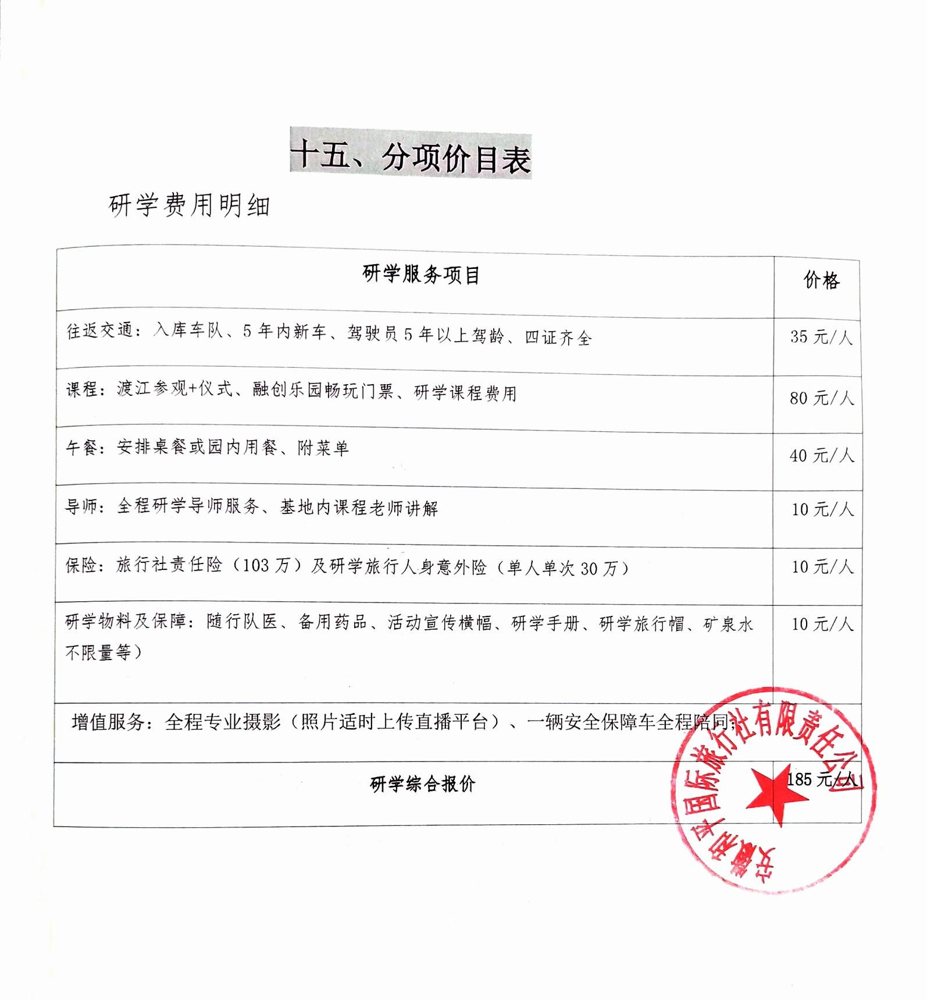 十五、分项价目表
研学费用明细
研学服务项目
价格
往返交通：入库车队、5年内新车、驾驶员5年以上驾龄、四证齐全
35元/人
课程：渡江参观+仪式、融创乐园畅玩门票、研学课程费用
80元/人
午餐：安排桌餐或园内用餐、附菜单
40元/人
导师：全程研学导师服务、基地内课程老师讲解
10元/人
保险：旅行社责任险（103万）及研学旅行人身意外险（单人单次30万）
10元/人
研学物料及保障：随行队医、备用药品、活动宣传横幅、研学手册、研学旅行帽、矿泉水
不限量等）
10元/人
增值服务：全程专业摄影（照片适时上传直播平台）、一辆安全保障车全程陪同；
研学综合报价
185元/人
安徽和平国际旅行社有限责任公司